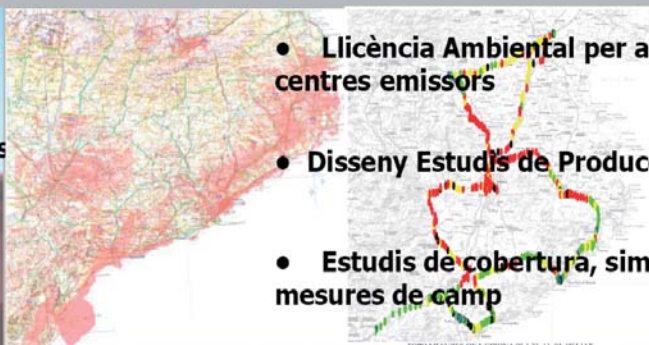 • Llicència Ambiental per a
centres emissors
• Disseny Estudis de Produc
• Estudis de cobertura, sim
mesures de camp